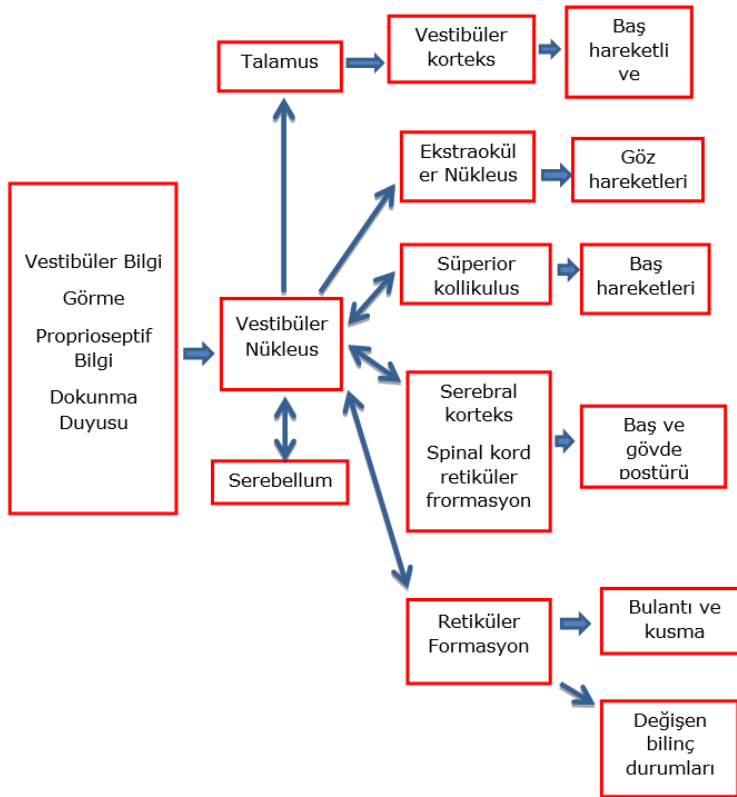 Talamus
Vestibüler
korteks
Baş
hareketli
ve
Ekstraokül
er Nükleus
Göz
hareketleri
Vestibüler Bilgi
Görme
Proprioseptif
Bilgi
Dokunma
Duyusu
Vestibüler
Nükleus
Süperior
kollikulus
Baş
hareketleri
Serebellum
Serebral
korteks
Spinal kord
retiküler
frormasyon
Baş ve
gövde
postürü
Retiküler
Formasyon
Bulantı ve
kusma
Değişen
bilinç
durumları